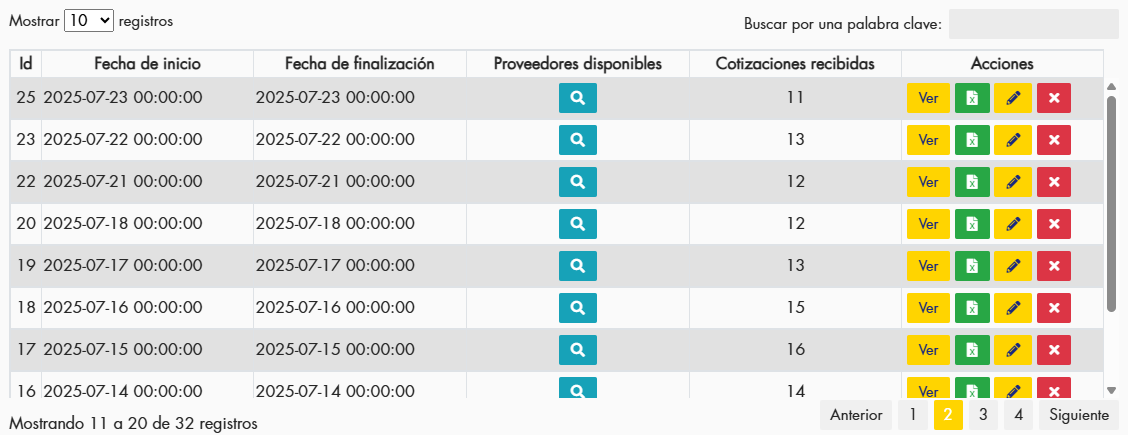 Mostrar 10 registros
Buscar por una palabra clave:
Id Fecha de inicio Fecha de finalización Proveedores disponibles Cotizaciones recibidas Acciones
25 2025-07-23 00:00:00 2025-07-23 00:00:00 11 Ver
23 2025-07-22 00:00:00 2025-07-22 00:00:00 13 Ver
22 2025-07-21 00:00:00 2025-07-21 00:00:00 12 Ver
20 2025-07-18 00:00:00 2025-07-18 00:00:00 12 Ver
19 2025-07-17 00:00:00 2025-07-17 00:00:00 13 Ver
18 2025-07-16 00:00:00 2025-07-16 00:00:00 15 Ver
17 2025-07-15 00:00:00 2025-07-15 00:00:00 16 Ver
16 2025-07-14 00:00:00 2025-07-14 00:00:00 14 Ver
Mostrando 11 a 20 de 32 registros
Anterior 1 2 3 4 Siguiente